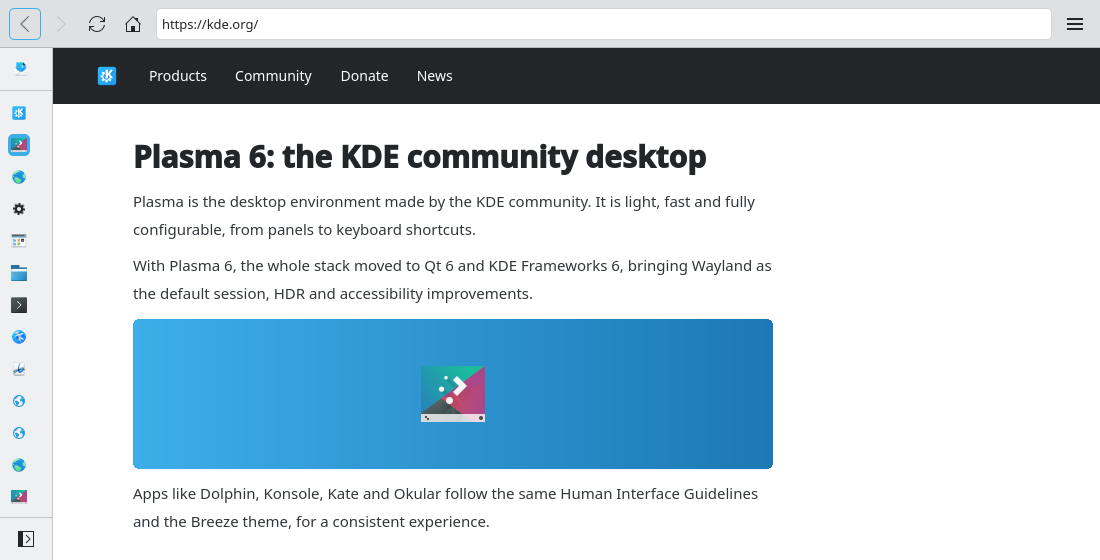 https://kde.org/
Products Community Donate News
Plasma 6: the KDE community desktop
Plasma is the desktop environment made by the KDE community. It is light, fast and fully
configurable, from panels to keyboard shortcuts.
With Plasma 6, the whole stack moved to Qt 6 and KDE Frameworks 6, bringing Wayland as
the default session, HDR and accessibility improvements.
Apps like Dolphin, Konsole, Kate and Okular follow the same Human Interface Guidelines
and the Breeze theme, for a consistent experience.